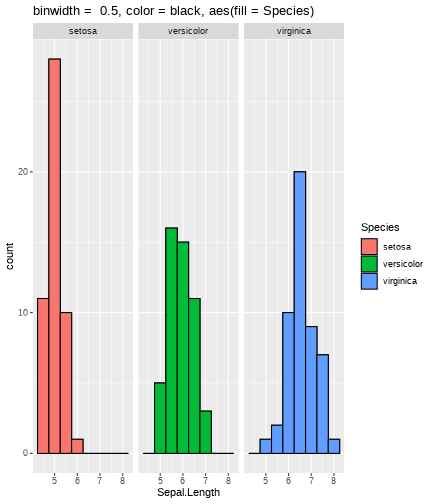 binwidth =  0.5, color = black, aes(fill = Species)
setosa versicolor virginica
20
10
0
count
5 6 7 8 5 6 7 8 5 6 7 8
Sepal.Length
Species
setosa
versicolor
virginica